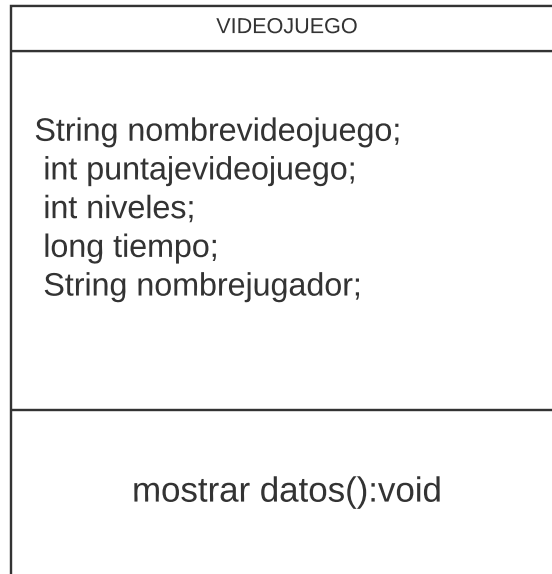 VIDEOJUEGO
String nombrevideojuego;
int puntajevideojuego;
int niveles;
long tiempo;
String nombrejugador;
mostrar datos():void